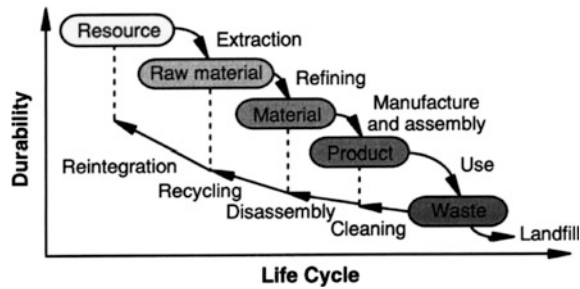 Resource
Extraction
Raw material
Refining
Material
Manufacture
and assembly
Product
Use
Waste
Landfill
Reintegration
Recycling
Disassembly
Cleaning
Durability
Life Cycle